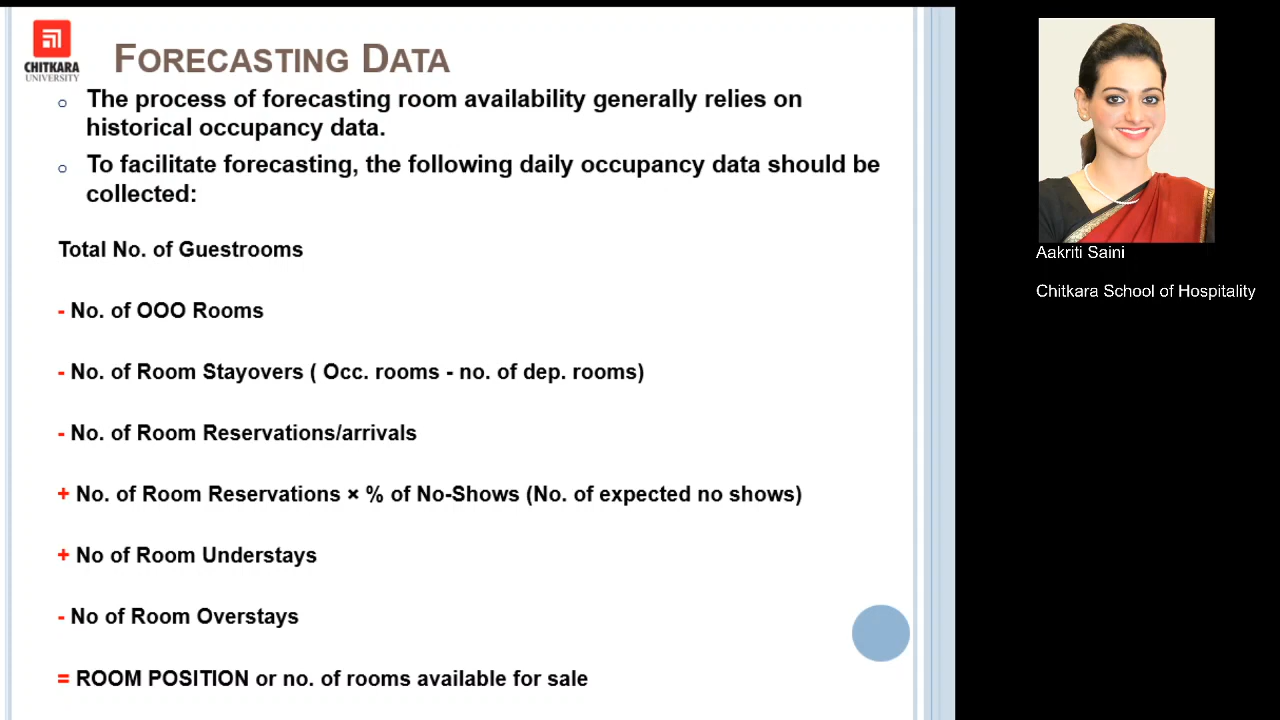 CHITKARA
UNIVERSITY
FORECASTING DATA
The process of forecasting room availability generally relies on
historical occupancy data.
To facilitate forecasting, the following daily occupancy data should be
collected:
Total No. of Guestrooms
- No. of OOO Rooms
- No. of Room Stayovers ( Occ. rooms - no. of dep. rooms)
- No. of Room Reservations/arrivals
+ No. of Room Reservations × % of No-Shows (No. of expected no shows)
+ No of Room Understays
- No of Room Overstays
= ROOM POSITION or no. of rooms available for sale
Aakriti Saini
Chitkara School of Hospitality